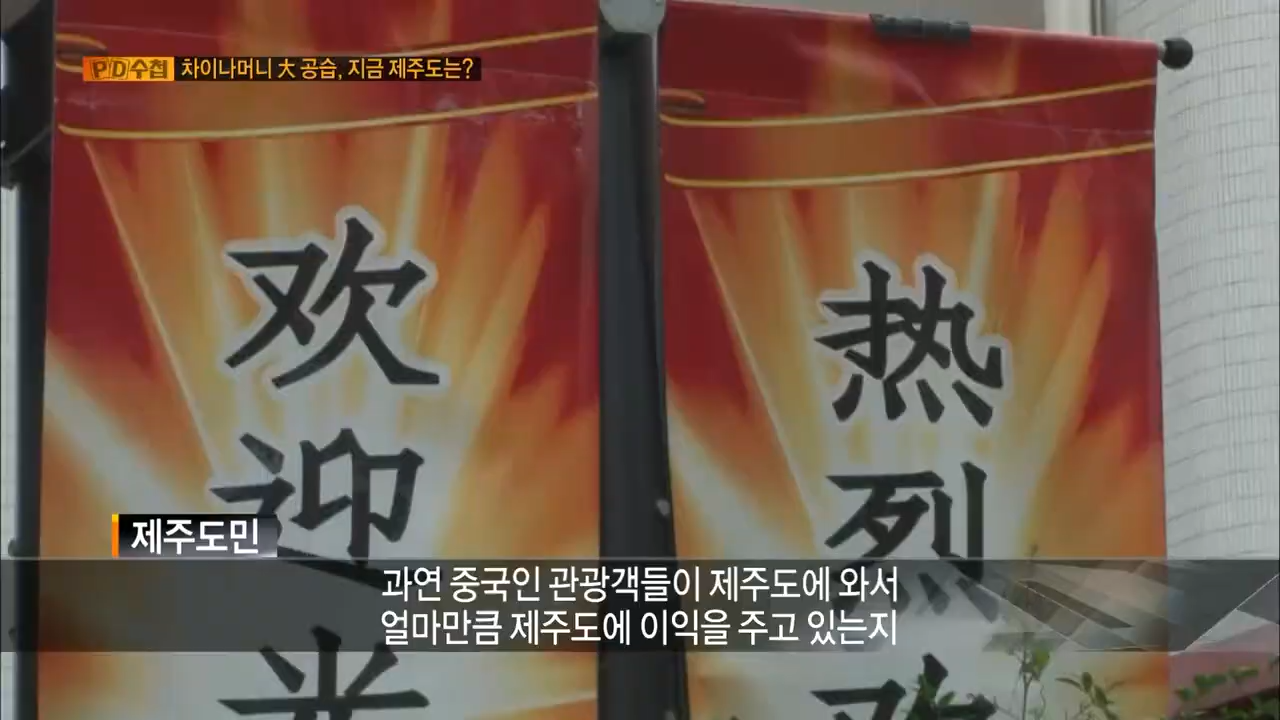 PD수첩 차이나머니 大 공습, 지금 제주도는?
欢迎
热烈
제주도민
과연 중국인 관광객들이 제주도에 와서
얼마만큼 제주도에 이익을 주고 있는지